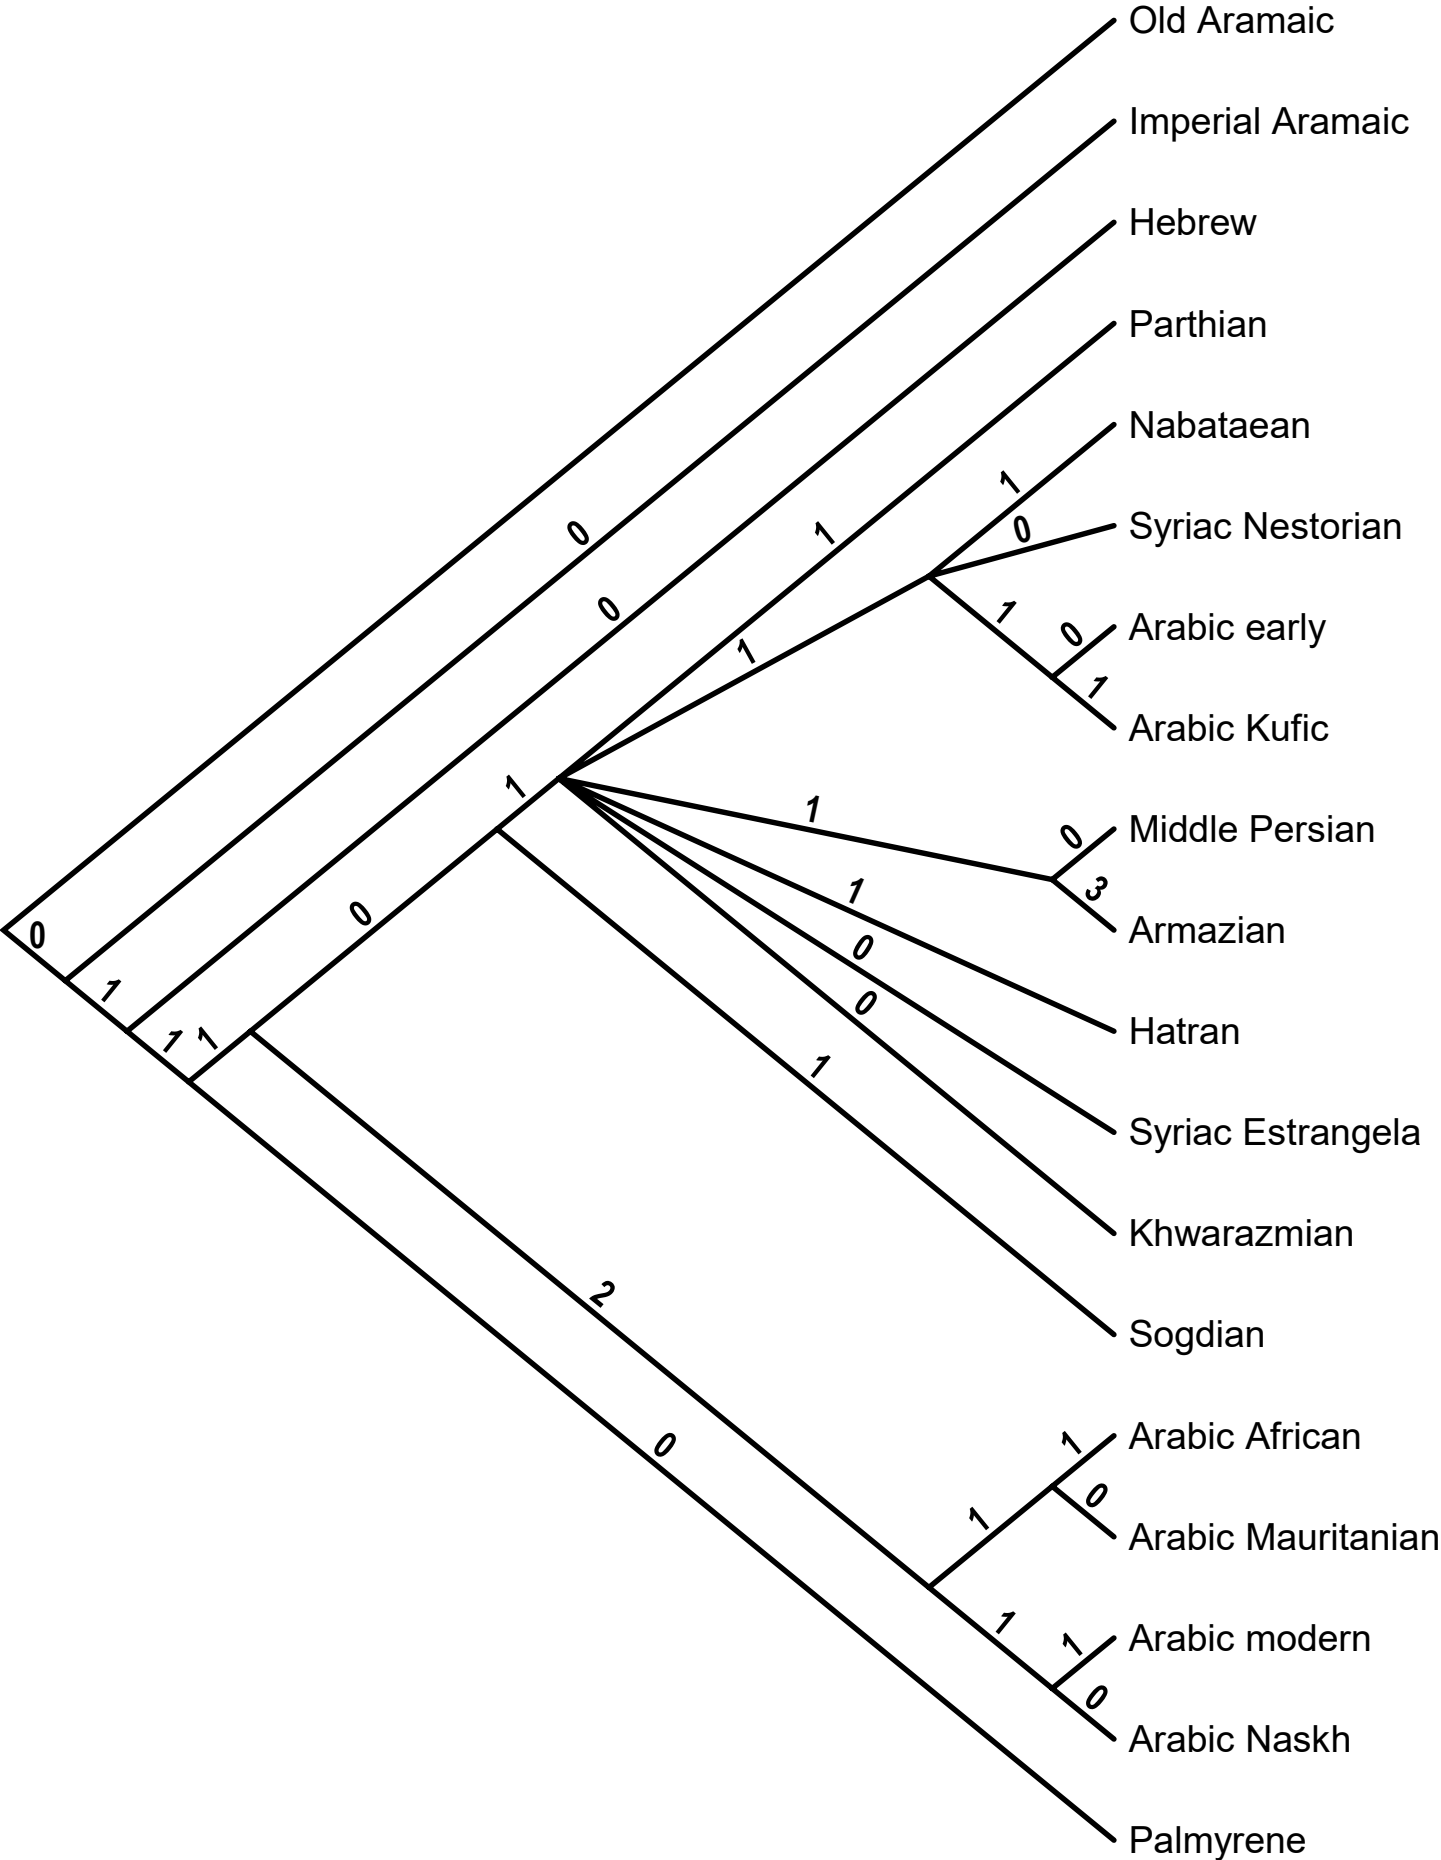 Old Aramaic
Imperial Aramaic
Hebrew
Parthian
Nabataean
1
0
Syriac Nestorian
0
1
1
0
Arabic early
1
0
1
1
Arabic Kufic
1
1
0
Middle Persian
3
1
0
Armazian
0
0
1
0
Hatran
1
1
1
Syriac Estrangela
Khwarazmian
2
Sogdian
1
Arabic African
0
0
1
Arabic Mauritanian
1
1
Arabic modern
0
Arabic Naskh
Palmyrene